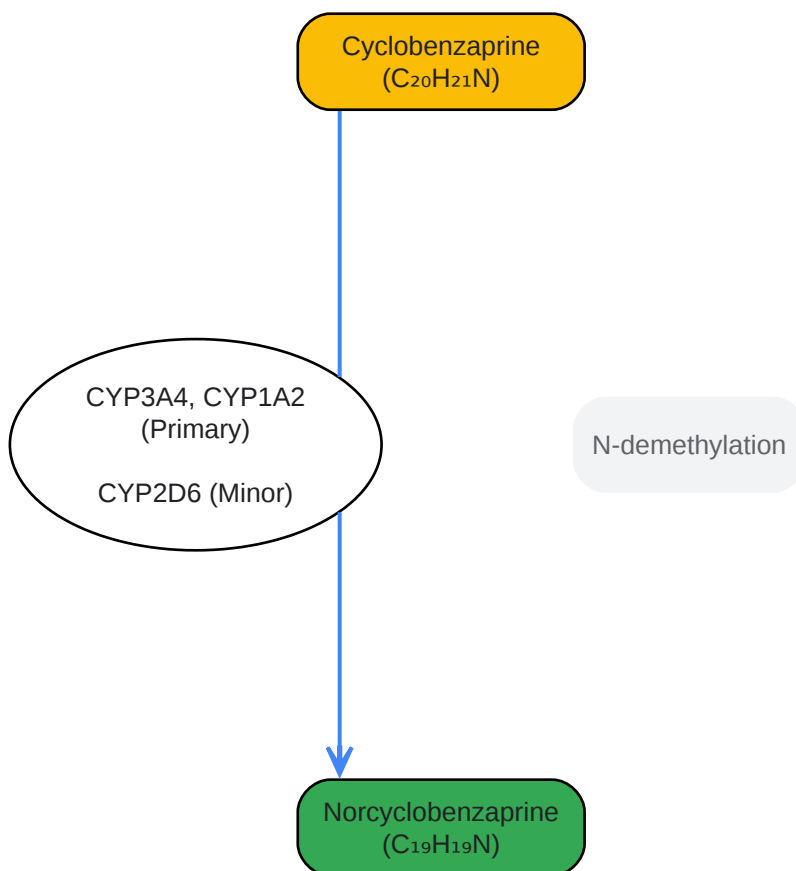 Cyclobenzaprine
(C₂₀H₂₁N)
CYP3A4, CYP1A2
(Primary)
CYP2D6 (Minor)
N-demethylation
Norcyclobenzaprine
(C₁₉H₁₉N)